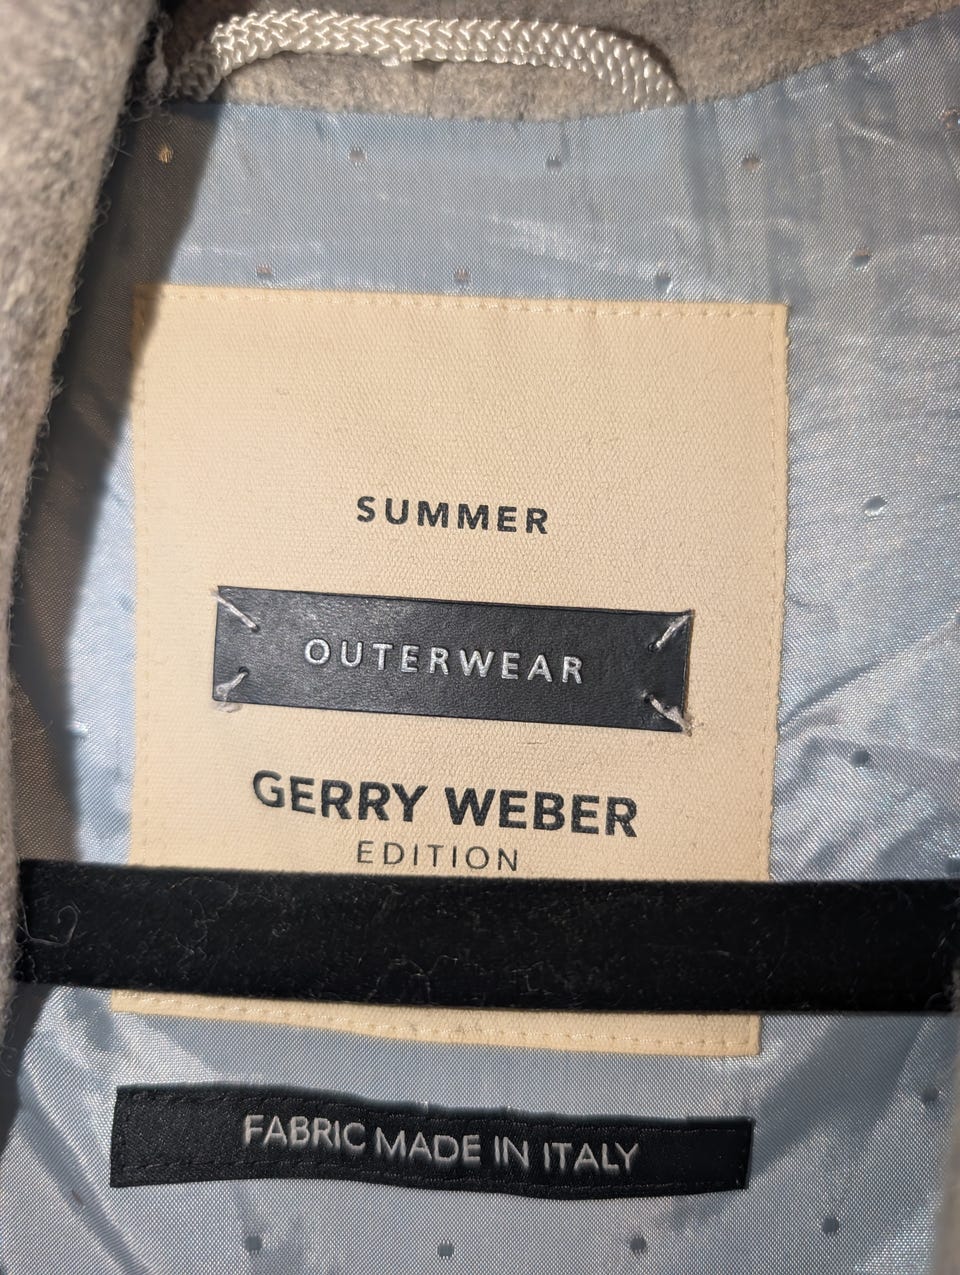 SUMMER
OUTERWEAR
GERRY WEBER
EDITION
FABRIC MADE IN ITALY